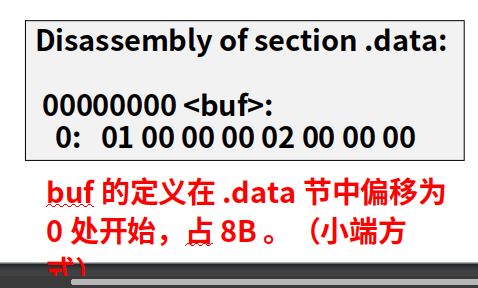 Disassembly of section .data:
00000000 <buf>:
0: 01 00 00 00 02 00 00 00
buf 的定义在 .data 节中偏移为
0 处开始，占 8B 。（小端方
式）